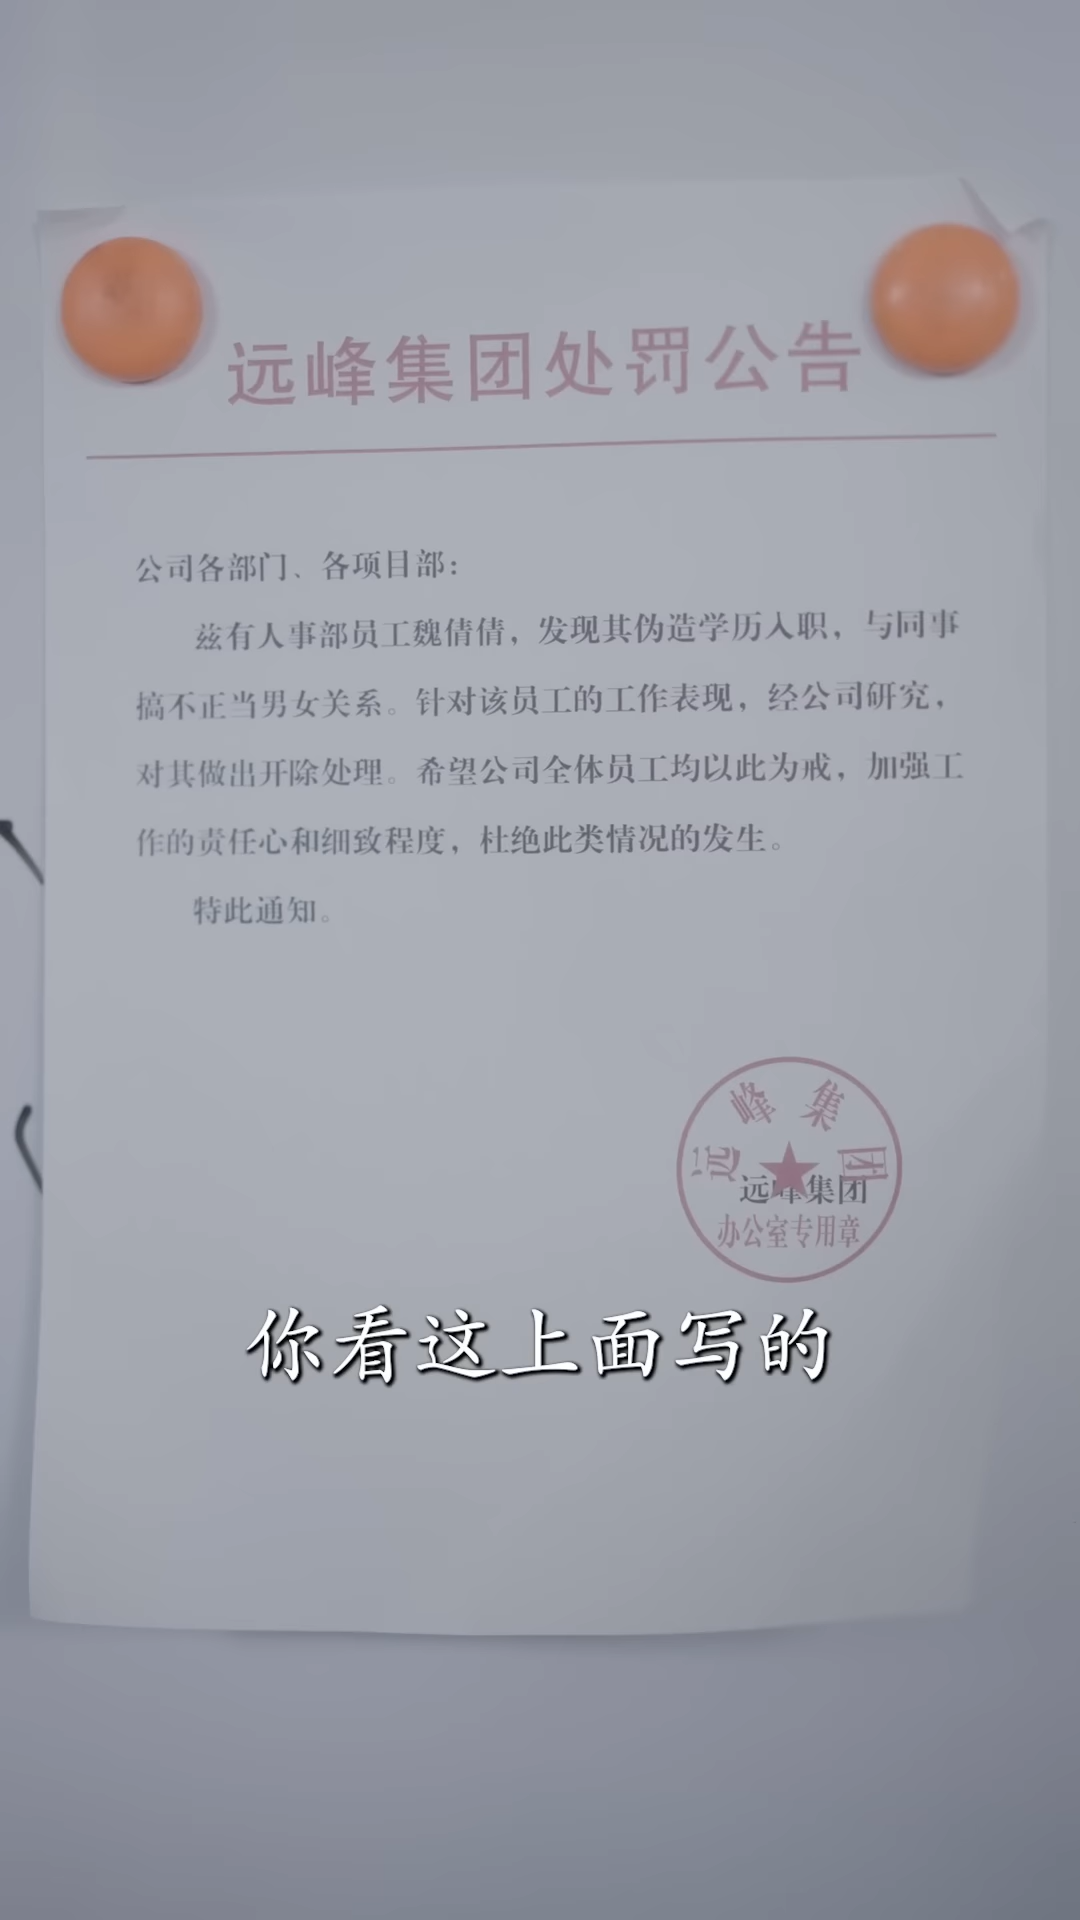 远峰集团处罚公告
公司各部门、各项目部：
兹有人事部员工魏倩倩，发现其伪造学历入职，与同事
搞不正当男女关系。针对该员工的工作表现，经公司研究，
对其做出开除处理。希望公司全体员工均以此为戒，加强工
作的责任心和细致程度，杜绝此类情况的发生。
特此通知。
远峰集团
远峰集团
办公室专用章
你看这上面写的